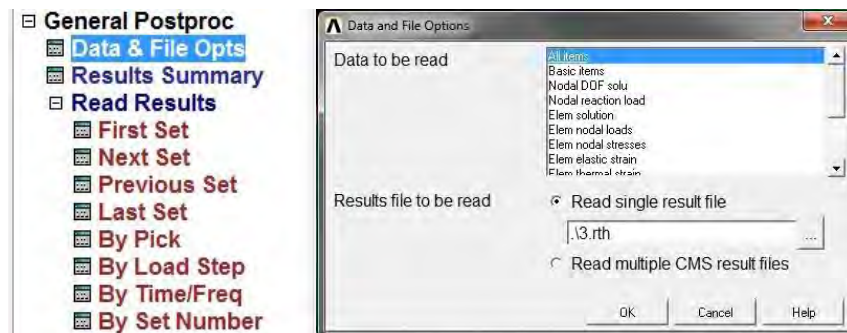 General Postproc
Data & File Opts
Results Summary
Read Results
First Set
Next Set
Previous Set
Last Set
By Pick
By Load Step
By Time/Freq
By Set Number
Data and File Options
Data to be read
All items
Basic items
Nodal DOF solu
Nodal reaction load
Elem solution
Elem nodal loads
Elem nodal stresses
Elem elastic strain
Elem thermal strain
Results file to be read
Read single result file
.\3.rth
...
Read multiple CMS result files
OK
Cancel
Help